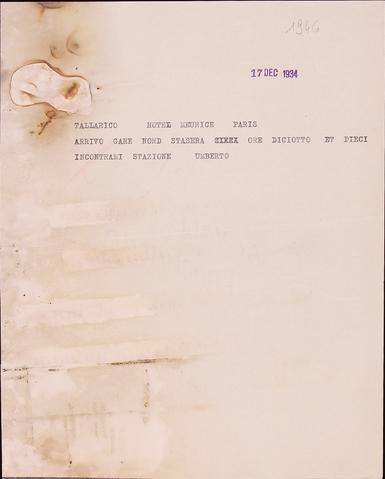 1946
17 DEC 1934
TALLARICO HOTEL MEURICE PARIS
ARRIVO GARE NORD STASERA ORE DICIOTTO ET DIECI
INCONTRAMI STAZIONE UMBERTO